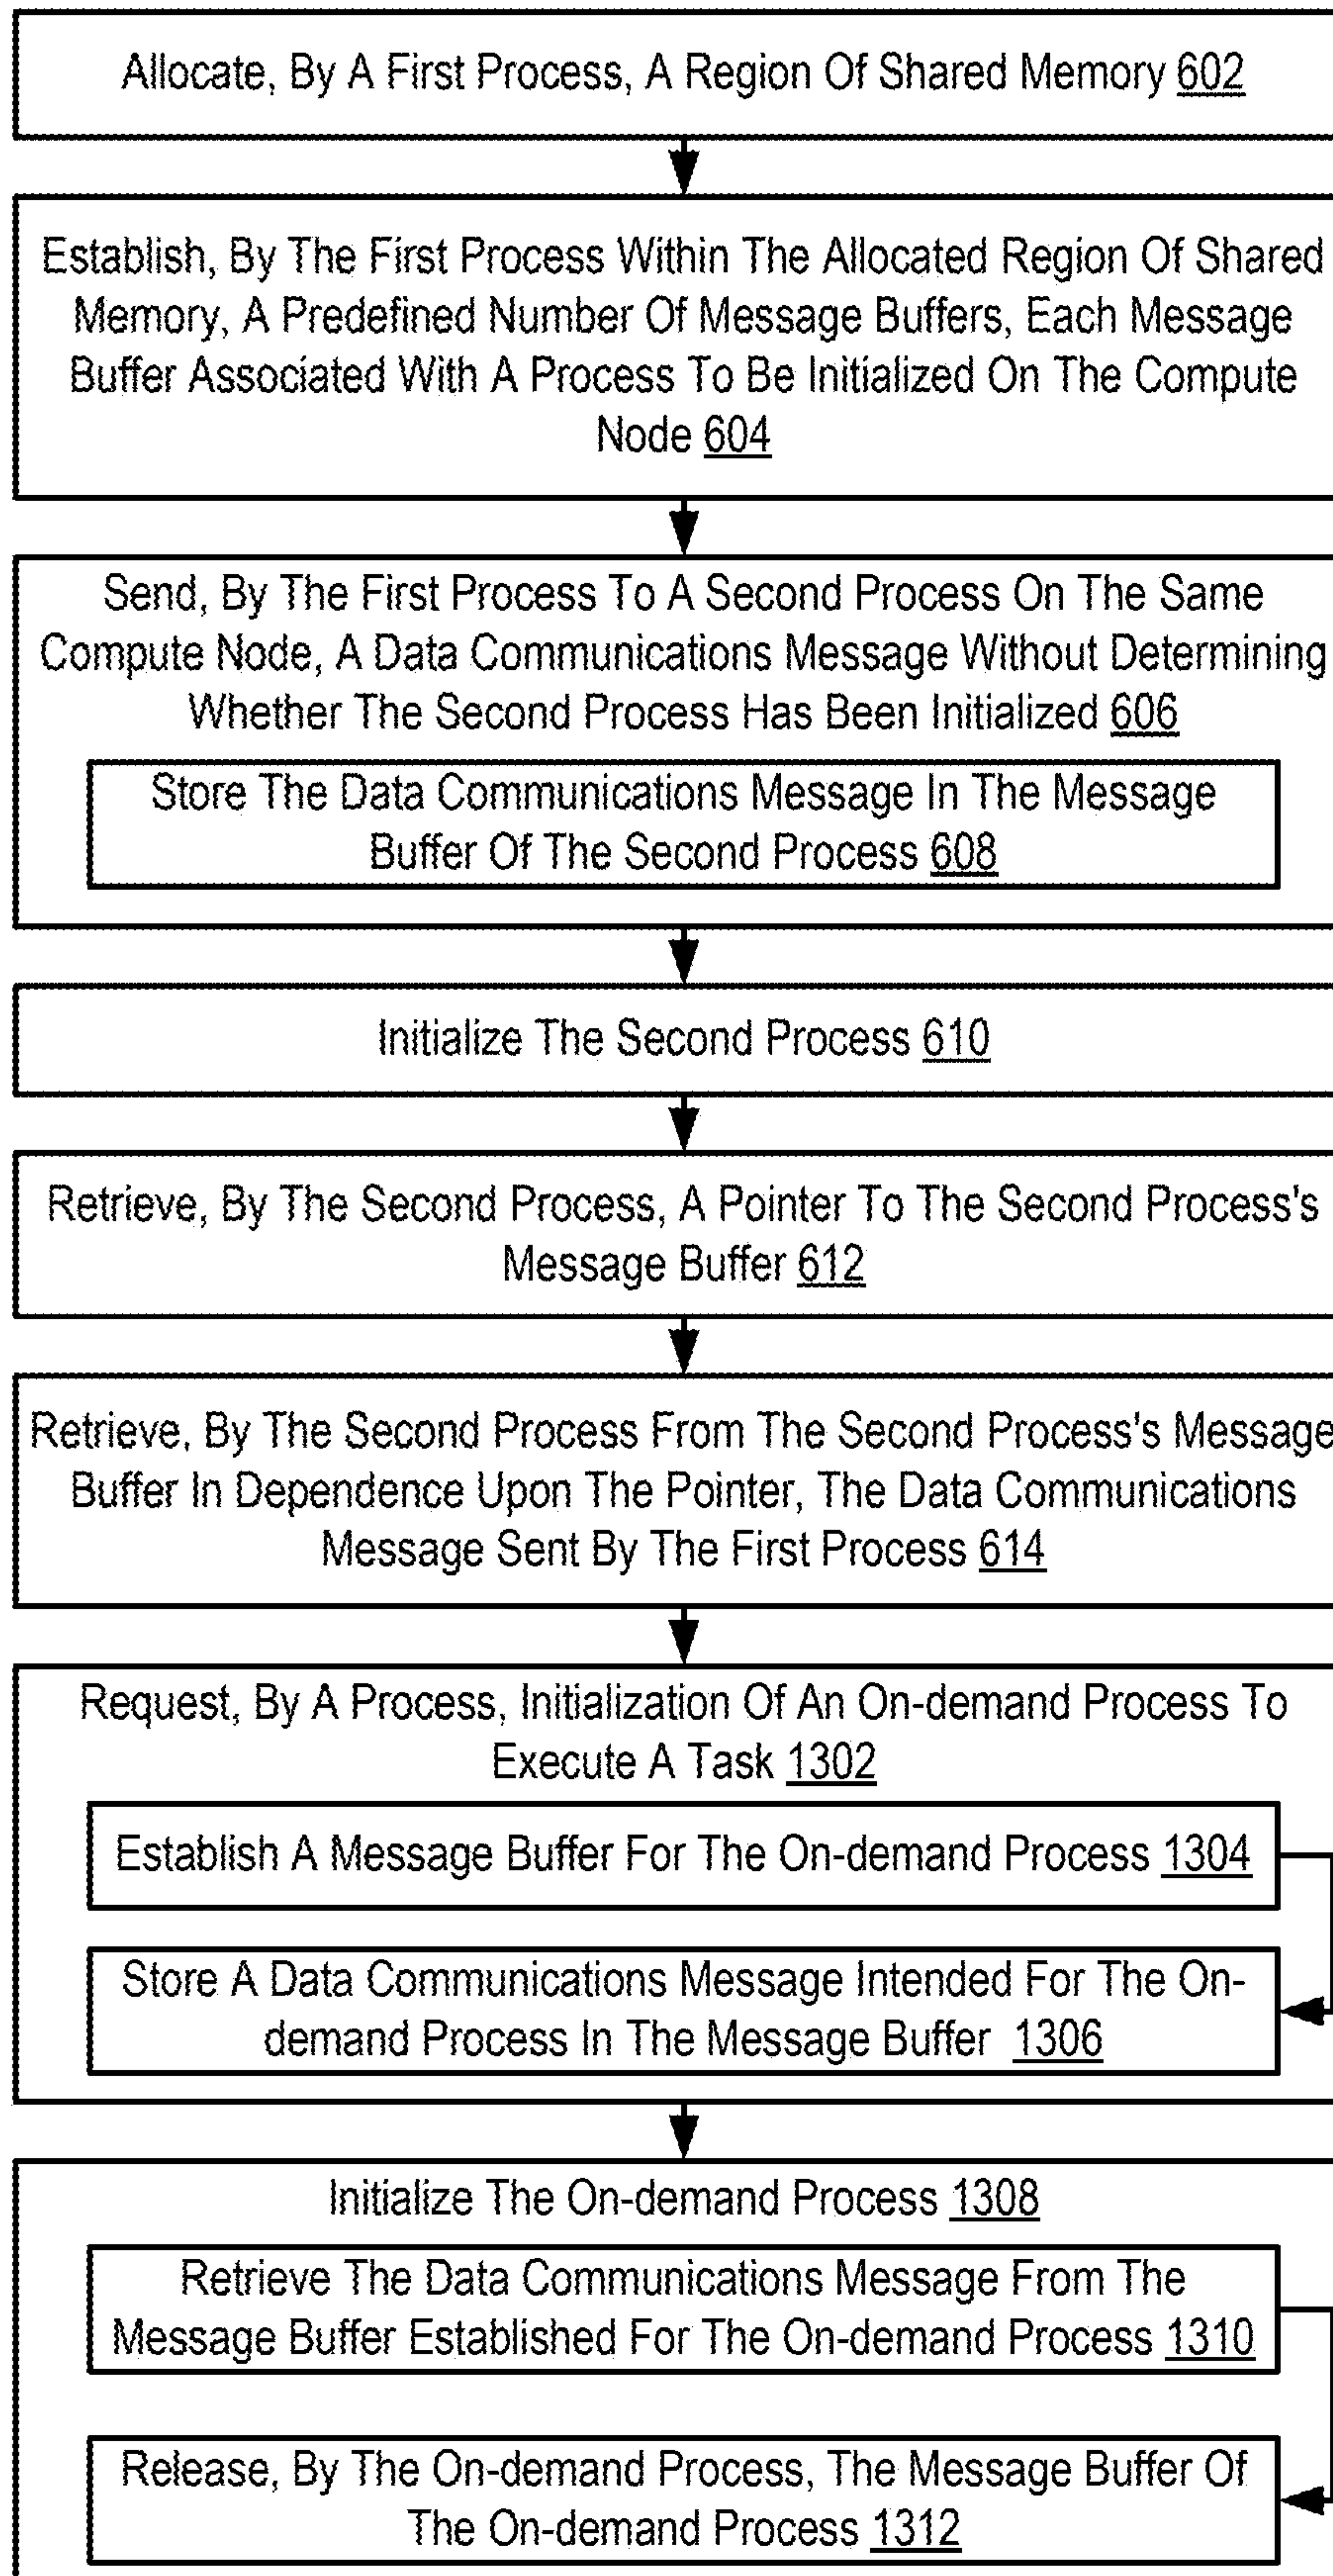 Allocate, By A First Process, A Region Of Shared Memory 602
Establish, By The First Process Within The Allocated Region Of Shared
Memory, A Predefined Number Of Message Buffers, Each Message
Buffer Associated With A Process To Be Initialized On The Compute
Node 604
Send, By The First Process To A Second Process On The Same
Compute Node, A Data Communications Message Without Determining
Whether The Second Process Has Been Initialized 606
Store The Data Communications Message In The Message
Buffer Of The Second Process 608
Initialize The Second Process 610
Retrieve, By The Second Process, A Pointer To The Second Process's
Message Buffer 612
Retrieve, By The Second Process From The Second Process's Message
Buffer In Dependence Upon The Pointer, The Data Communications
Message Sent By The First Process 614
Request, By A Process, Initialization Of An On-demand Process To
Execute A Task 1302
Establish A Message Buffer For The On-demand Process 1304
Store A Data Communications Message Intended For The On-
demand Process In The Message Buffer 1306
Initialize The On-demand Process 1308
Retrieve The Data Communications Message From The
Message Buffer Established For The On-demand Process 1310
Release, By The On-demand Process, The Message Buffer Of
The On-demand Process 1312